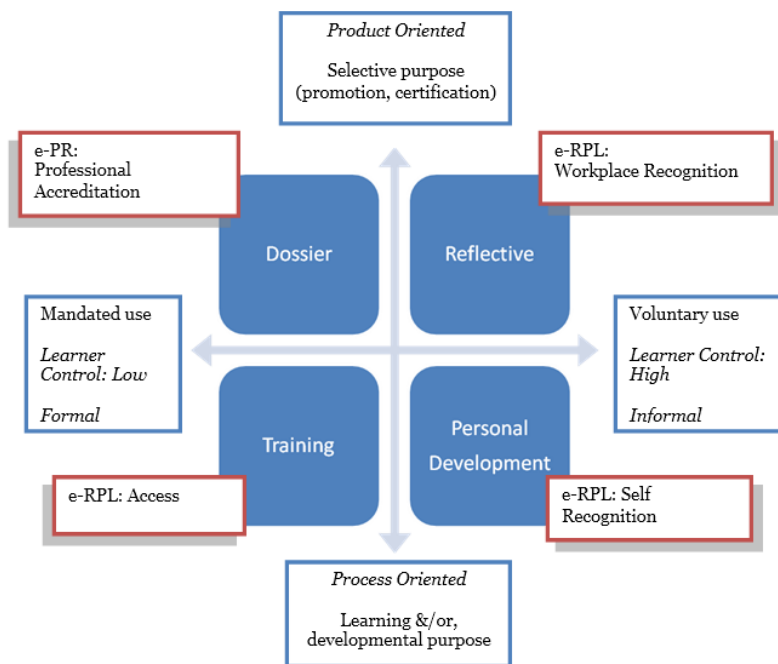 Product Oriented
Selective purpose
(promotion, certification)
e-PR:
Professional
Accreditation
e-RPL:
Workplace Recognition
Dossier
Reflective
Mandated use
Learner
Control: Low
Formal
Voluntary use
Learner Control:
High
Informal
Training
Personal
Development
e-RPL: Access
e-RPL: Self
Recognition
Process Oriented
Learning &/or,
developmental purpose